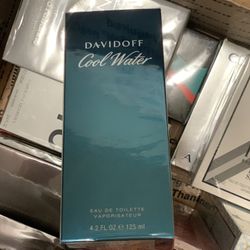 DAVIDOFF
Cool Water
EAU DE TOILETTE
VAPORISATEUR
4.2 FL OZ e 125 ml